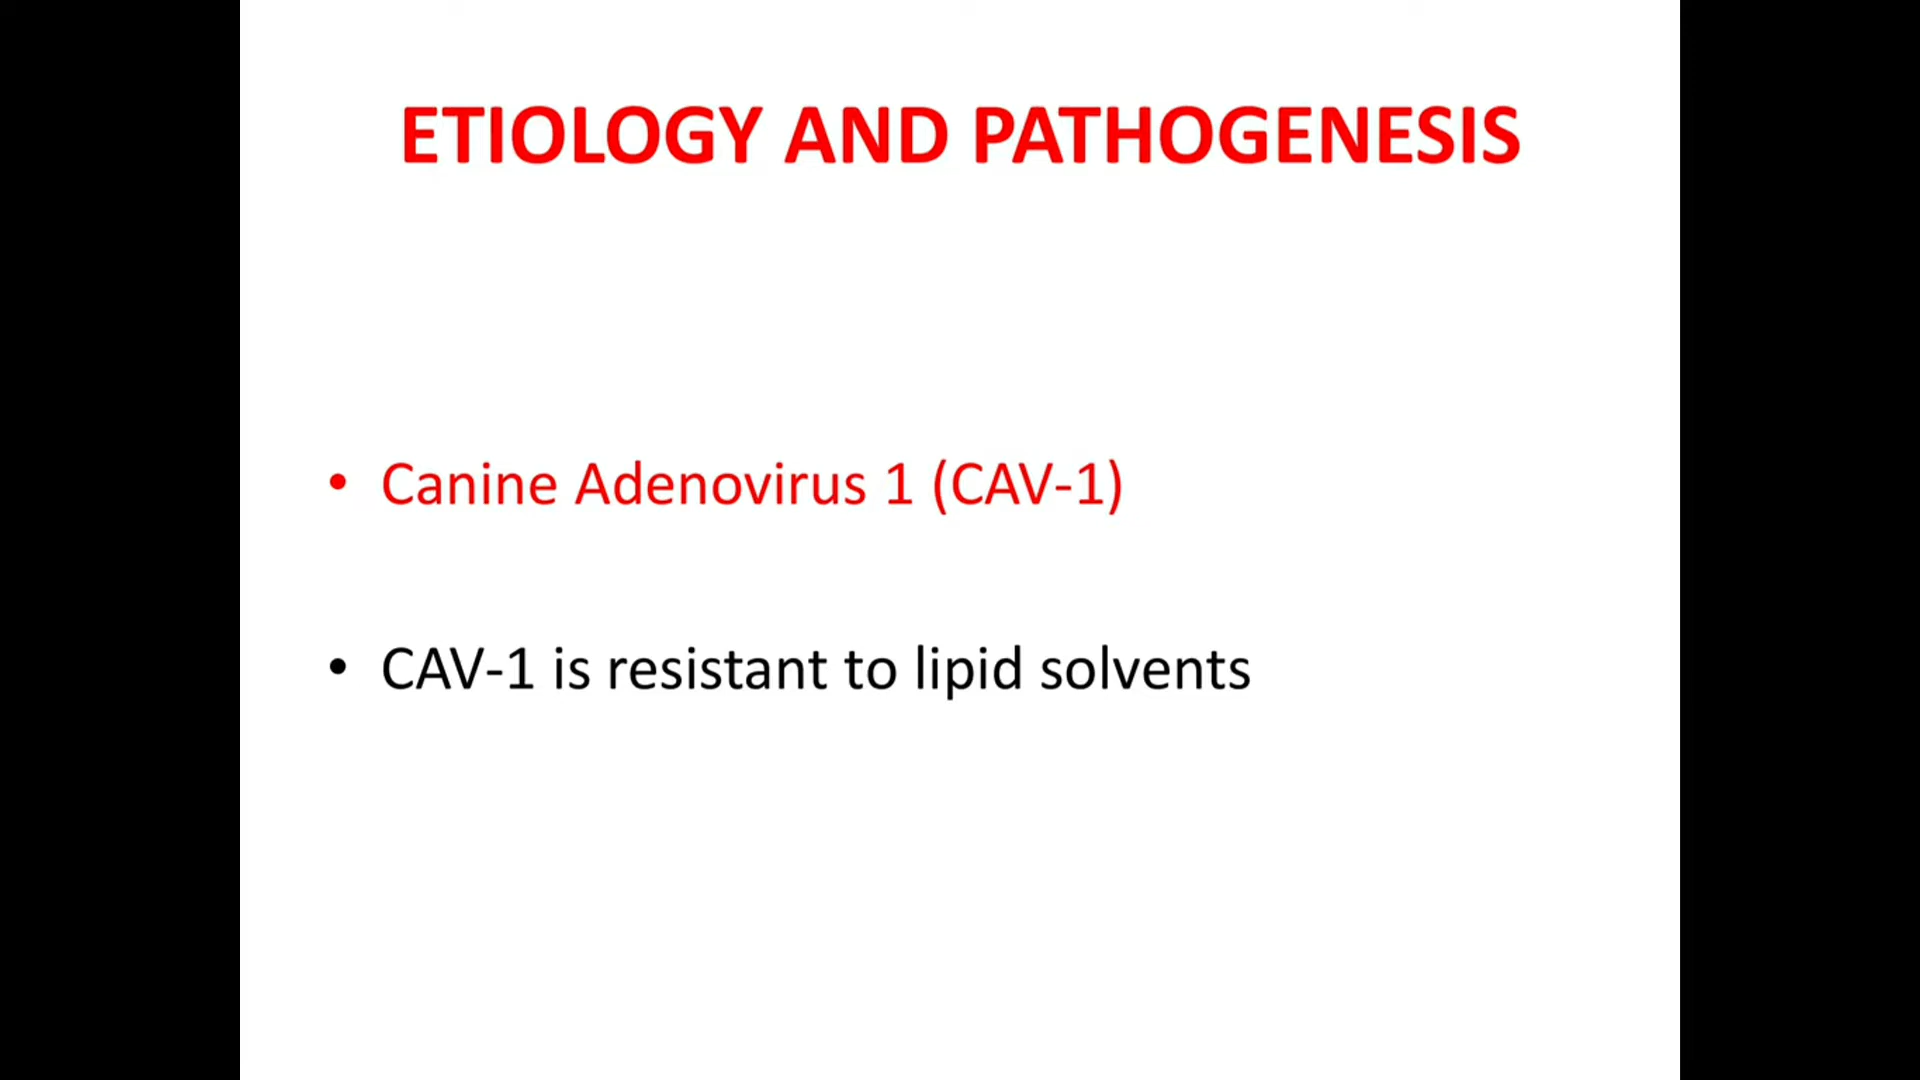 ETIOLOGY AND PATHOGENESIS
• Canine Adenovirus 1 (CAV-1)
• CAV-1 is resistant to lipid solvents